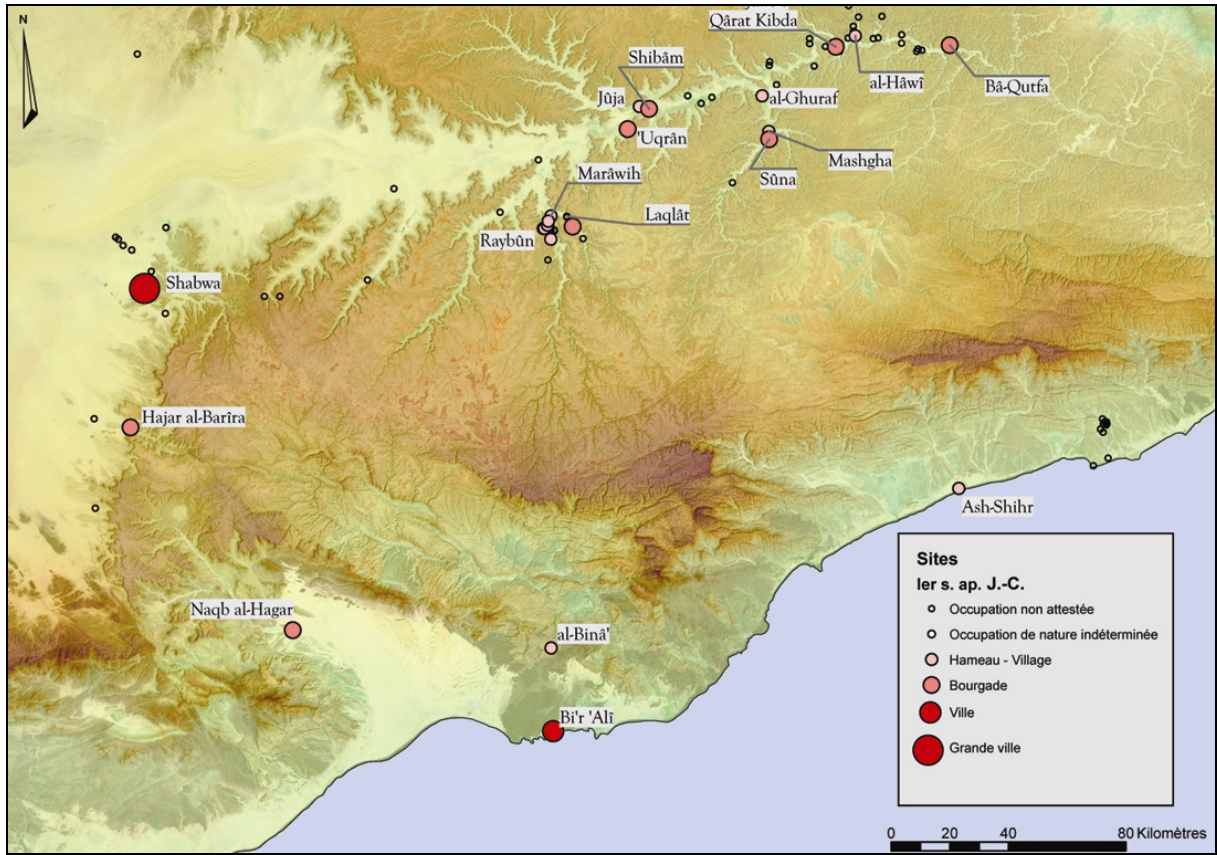 N
Qârat Kibda
Shibâm
al-Hâwî
Bâ-Qutfa
Jûja
al-Ghuraf
'Uqrân
Mashgha
Marâwih
Sûna
Laqlât
Raybûn
Shabwa
Hajar al-Barîra
Ash-Shihr
Naqb al-Hagar
al-Binâ'
Bi'r 'Alî
Sites
Ier s. ap. J.-C.
Occupation non attestée
Occupation de nature indéterminée
Hameau - Village
Bourgade
Ville
Grande ville
0 20 40 80 Kilomètres